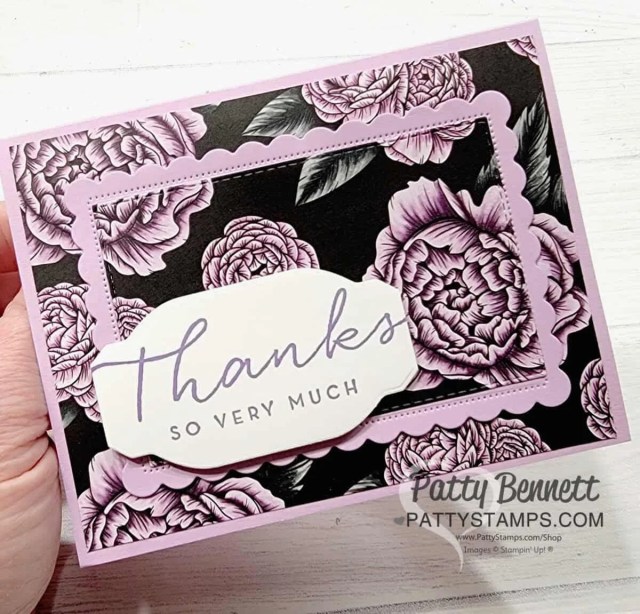 Thanks
SO VERY MUCH
Patty Bennett
PATTYSTAMPS.COM
www.PattyStamps.com/Shop
Images © Stampin' Up! ®